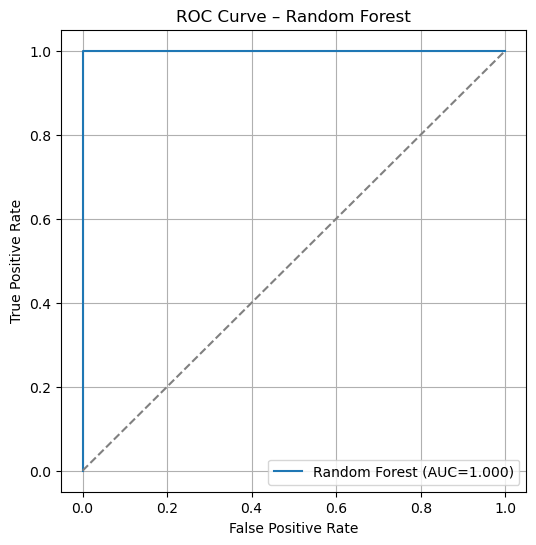 ROC Curve – Random Forest
True Positive Rate
1.0
0.8
0.6
0.4
0.2
0.0
Random Forest (AUC=1.000)
0.0 0.2 0.4 0.6 0.8 1.0
False Positive Rate